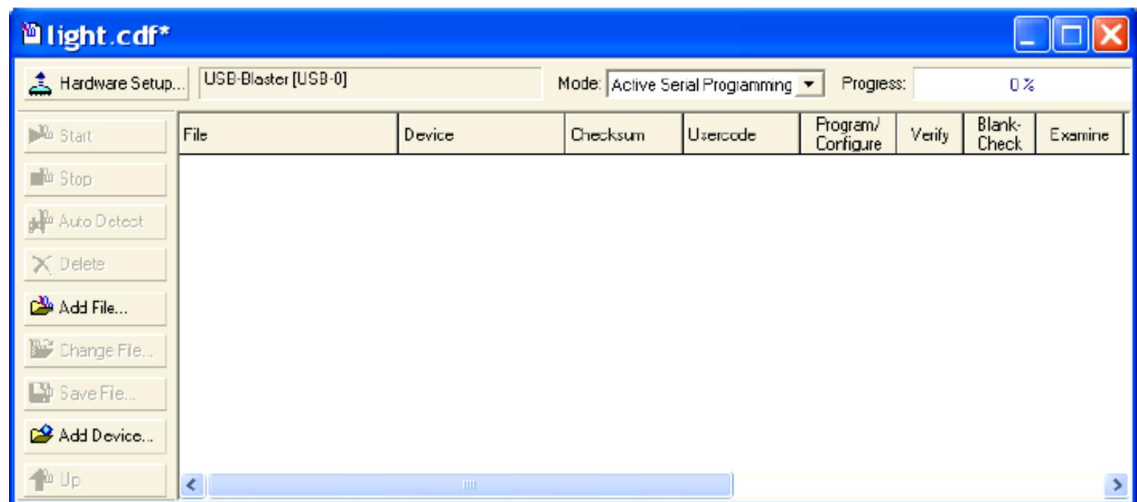 light.cdf*
Hardware Setup... USB-Blaster [USB-0] Mode: Active Serial Programming Progress: 0 %
Start
File Device Checksum Usercode Program/ Configure Verify Blank- Check Examine
Stop
Auto Detect
Delete
Add File...
Change File...
Save File...
Add Device...
Up